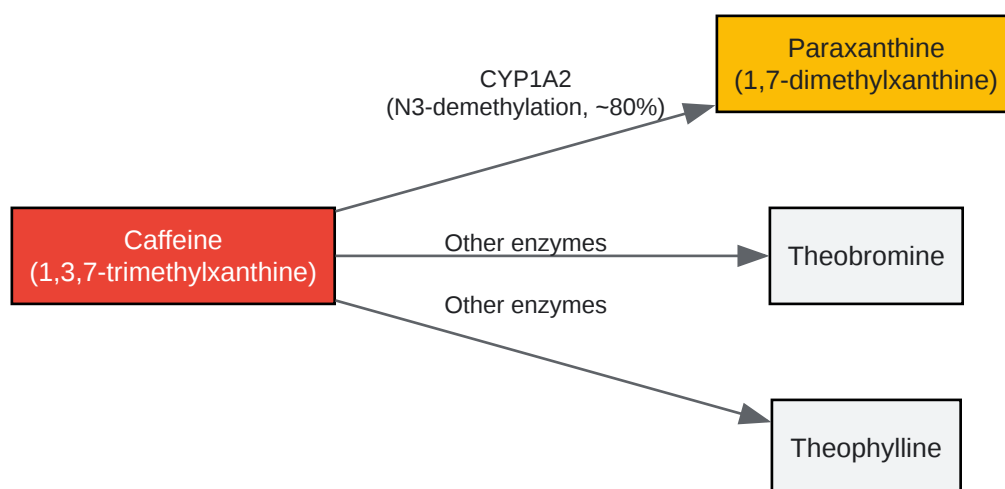 Paraxanthine
(1,7-dimethylxanthine)
CYP1A2
(N3-demethylation, ~80%)
Caffeine
(1,3,7-trimethylxanthine)
Other enzymes
Theobromine
Other enzymes
Theophylline